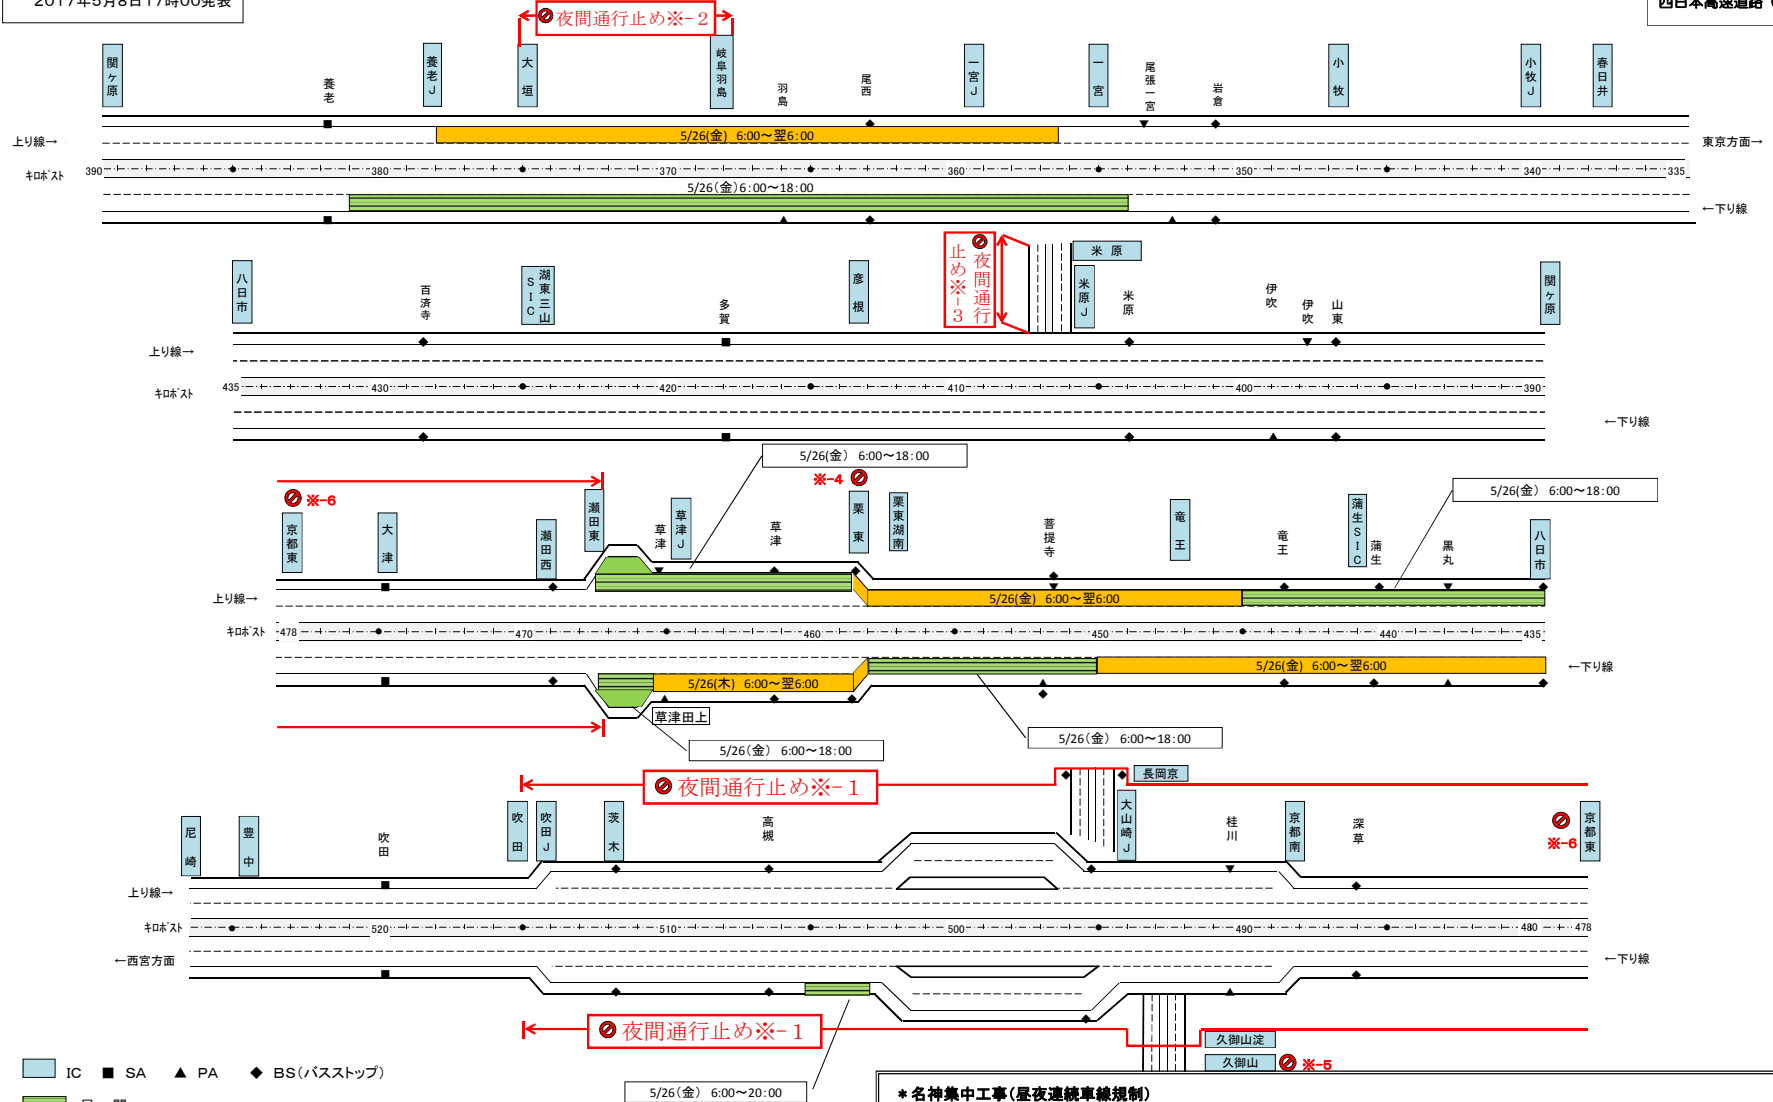 2017年5月8日17時00発表
夜間通行止め※-2
西日本高速道路
関ヶ原
養老
養老J
大垣
岐阜羽島
羽島
尾西
一宮J
一宮
尾張一宮
岩倉
小牧
小牧J
春日井
上り線→
5/26(金) 6:00～翌6:00
東京方面→
キロポスト
390
380
370
360
350
340
335
5/26(金)6:00～18:00
←下り線
夜間通行止め※-3
米原
八日市
百済寺
湖東三山SIC
多賀
彦根
米原J
米原
伊吹
伊吹
山東
関ヶ原
上り線→
キロポスト
435
430
420
410
400
390
←下り線
5/26(金) 6:00～18:00
※-4
5/26(金) 6:00～18:00
※-6
京都東
大津
瀬田西
瀬田東
草津
草津J
草津
栗東
栗東湖南
菩提寺
竜王
竜王
蒲生SIC
蒲生
黒丸
八日市
上り線→
5/26(金) 6:00～翌6:00
キロポスト
478
470
460
450
440
435
5/26(木) 6:00～翌6:00
5/26(金) 6:00～翌6:00
←下り線
草津田上
5/26(金) 6:00～18:00
5/26(金) 6:00～18:00
夜間通行止め※-1
長岡京
尼崎
豊中
吹田
吹田
吹田J
茨木
高槻
大山崎J
桂川
京都南
深草
※-6
京都東
上り線→
キロポスト
520
510
500
490
480
478
←西宮方面
←下り線
夜間通行止め※-1
久御山淀
久御山
※-5
IC ■ SA ▲ PA ◆ BS(バスストップ)
5/26(金) 6:00～20:00
＊名神集中工事(昼夜連続車線規制)